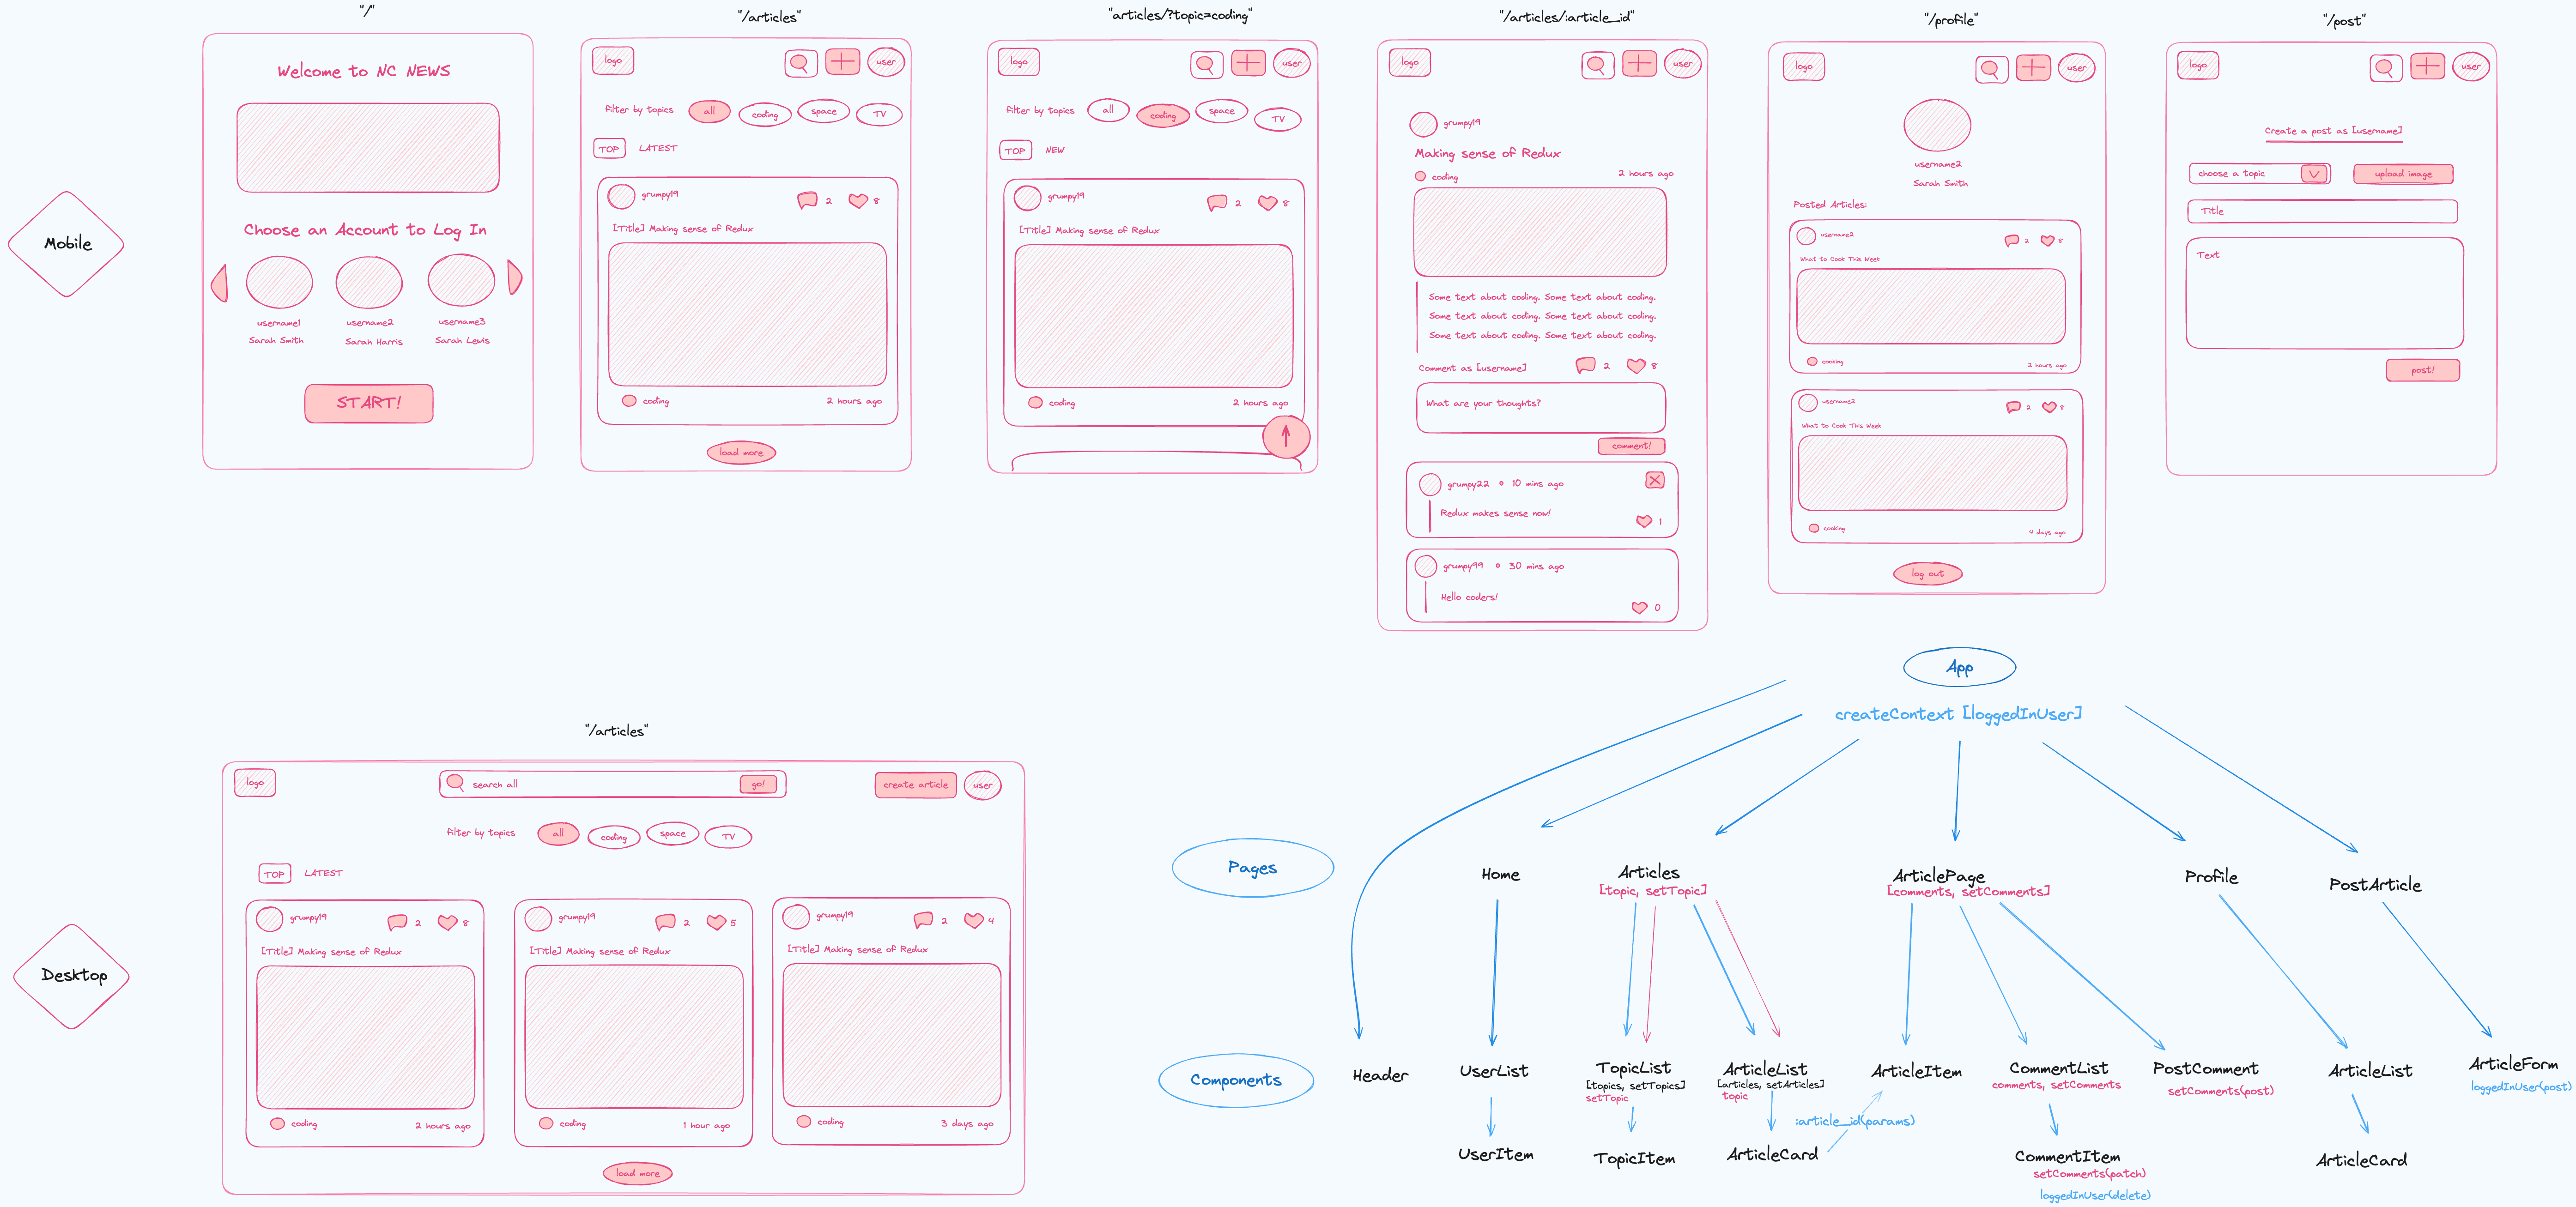 Mobile
"/"
Welcome to NC NEWS
Choose an Account to Log In
username1
Sarah Smith
username2
Sarah Harris
username3
Sarah Lewis
START!
"/articles"
logo
user
filter by topics
all
coding
space
TV
TOP
LATEST
grumpy19
2
8
[Title] Making sense of Redux
coding
2 hours ago
load more
"articles/?topic=coding"
logo
user
filter by topics
all
coding
space
TV
TOP
NEW
grumpy19
2
8
[Title] Making sense of Redux
coding
2 hours ago
"/articles/:article_id"
logo
user
grumpy19
Making sense of Redux
coding
2 hours ago
Some text about coding. Some text about coding.
Some text about coding. Some text about coding.
Some text about coding. Some text about coding.
Comment as [username]
2
8
What are your thoughts?
comment!
grumpy22
10 mins ago
Redux makes sense now!
1
grumpy99
30 mins ago
Hello coders!
0
"/profile"
logo
user
username2
Sarah Smith
Posted Articles:
username2
2
8
What to Cook This Week
cooking
2 hours ago
username2
2
8
What to Cook This Week
cooking
4 days ago
log out
"/post"
logo
user
Create a post as [username]
choose a topic
upload image
Title
Text
post!
Desktop
"/articles"
logo
search all
go!
create article
user
filter by topics
all
coding
space
TV
TOP
LATEST
grumpy19
2
8
[Title] Making sense of Redux
coding
2 hours ago
grumpy19
2
5
[Title] Making sense of Redux
coding
1 hour ago
grumpy19
2
4
[Title] Making sense of Redux
coding
3 days ago
load more
App
createContext [loggedInUser]
Pages
Home
Articles
[topic, setTopic]
ArticlePage
[comments, setComments]
Profile
PostArticle
Components
Header
UserList
TopicList
[topics, setTopics]
setTopic
ArticleList
[articles, setArticles]
topic
ArticleItem
CommentList
comments, setComments
PostComment
setComments(post)
ArticleList
ArticleForm
loggedInUser(post)
:article_id(params)
UserItem
TopicItem
ArticleCard
CommentItem
setComments(patch)
loggedInUser(delete)
ArticleCard